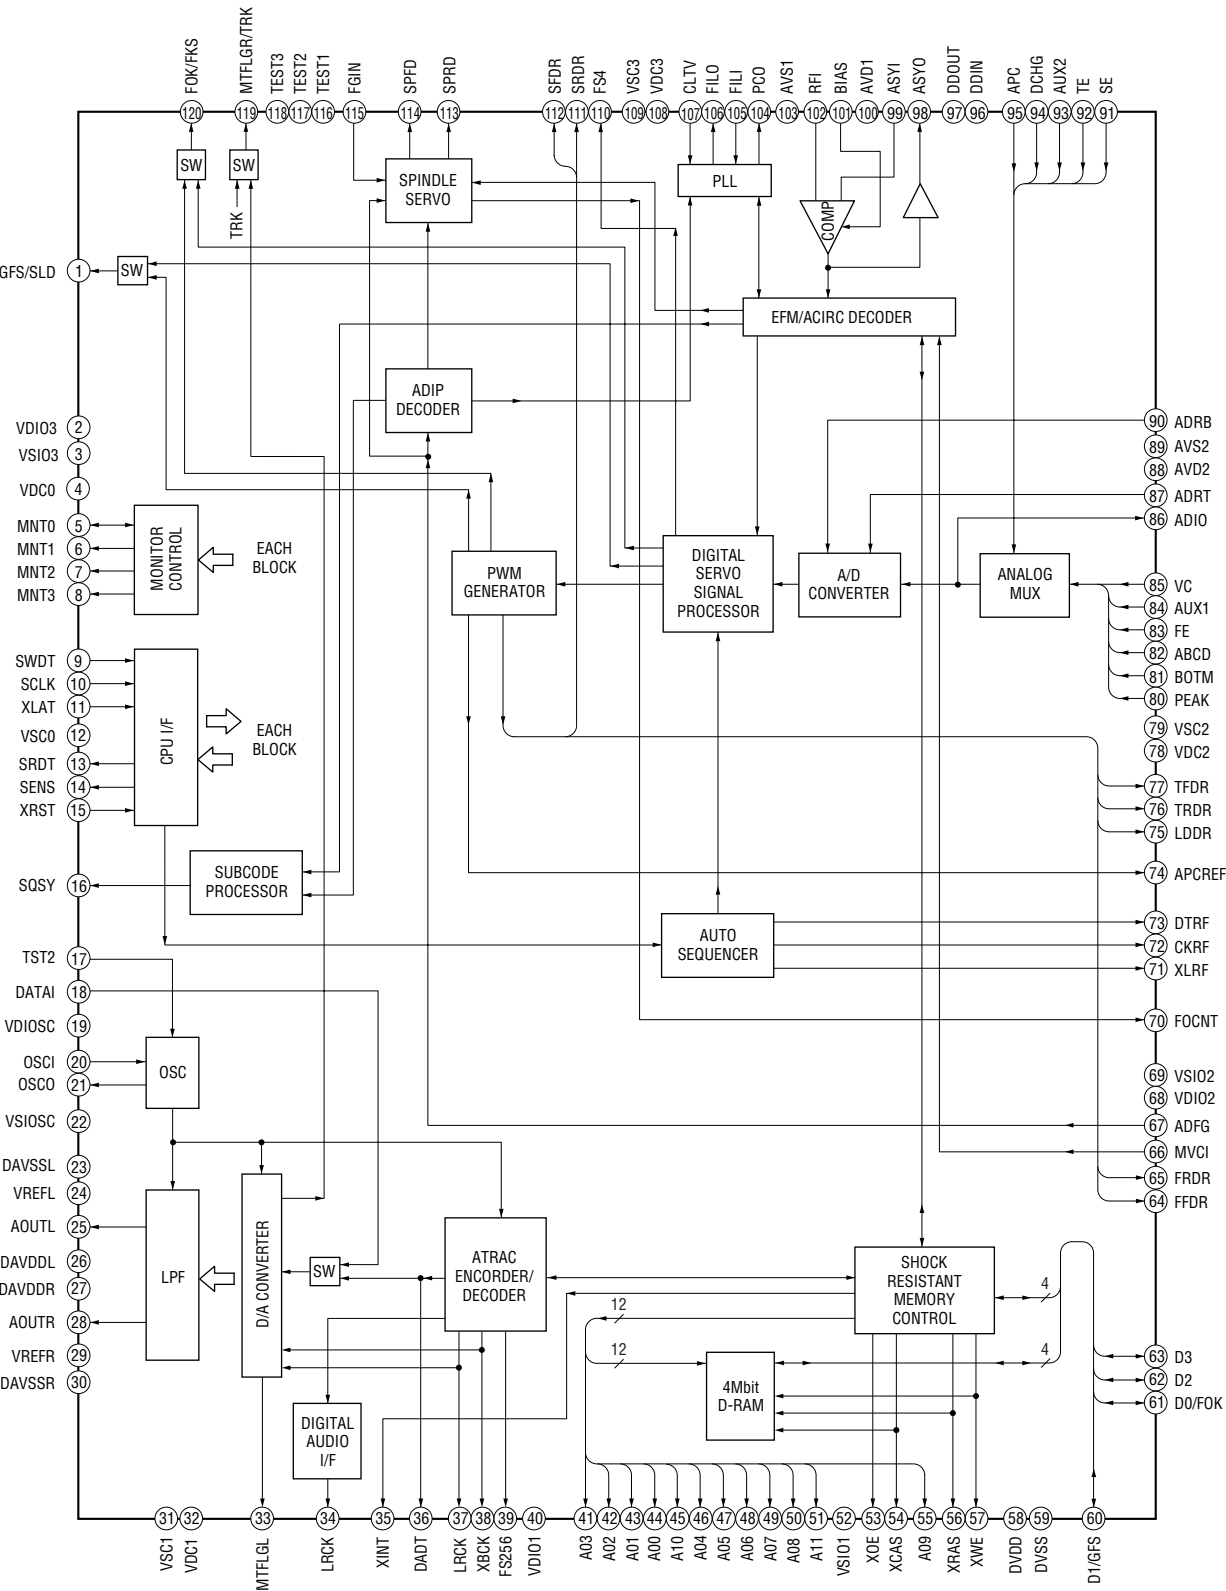 FOK/FKS
MTFLGR/TRK
TEST3
TEST2
TEST1
FGIN
SPFD
SPRD
SFDR
SRDR
FS4
VSC3
VDC3
CLTV
FILO
FILI
PCO
AVS1
RFI
BIAS
AVD1
ASYI
ASYO
DDOUT
DDIN
APC
DCHG
AUX2
TE
SE
120
119
118
117
116
115
114
113
112
111
110
109
108
107
106
105
104
103
102
101
100
99
98
97
96
95
94
93
92
91
SW
SW
TRK
SPINDLE
SERVO
PLL
COMP
GFS/SLD
1
SW
EFM/ACIRC DECODER
ADIP
DECODER
VDIO3
2
VSIO3
3
VDC0
4
MNT0
5
MNT1
6
MNT2
7
MNT3
8
MONITOR
CONTROL
EACH
BLOCK
PWM
GENERATOR
DIGITAL
SERVO
SIGNAL
PROCESSOR
A/D
CONVERTER
ANALOG
MUX
90
ADRB
89
AVS2
88
AVD2
87
ADRT
86
ADIO
85
VC
84
AUX1
83
FE
82
ABCD
81
BOTM
80
PEAK
79
VSC2
78
VDC2
77
TFDR
76
TRDR
75
LDDR
74
APCREF
73
DTRF
72
CKRF
71
XLRF
70
FOCNT
69
VSIO2
68
VDIO2
67
ADFG
66
MVCI
65
FRDR
64
FFDR
SWDT
9
SCLK
10
XLAT
11
VSC0
12
SRDT
13
SENS
14
XRST
15
CPU I/F
EACH
BLOCK
SQSY
16
SUBCODE
PROCESSOR
AUTO
SEQUENCER
TST2
17
DATAI
18
VDIOSC
19
OSCI
20
OSCO
21
VSIOSC
22
OSC
DAVSSL
23
VREFL
24
AOUTL
25
DAVDDL
26
DAVDDR
27
AOUTR
28
VREFR
29
DAVSSR
30
LPF
D/A CONVERTER
SW
ATRAC
ENCORDER/
DECODER
SHOCK
RESISTANT
MEMORY
CONTROL
12
12
4
4
4Mbit
D-RAM
DIGITAL
AUDIO
I/F
63
D3
62
D2
61
D0/FOK
31
32
33
34
35
36
37
38
39
40
41
42
43
44
45
46
47
48
49
50
51
52
53
54
55
56
57
58
59
60
VSC1
VDC1
MTFLGL
LRCK
XINT
DADT
LRCK
XBCK
FS256
VDIO1
A03
A02
A01
A00
A10
A04
A05
A06
A07
A08
A11
VSIO1
XOE
XCAS
A09
XRAS
XWE
DVDD
DVSS
D1/GFS